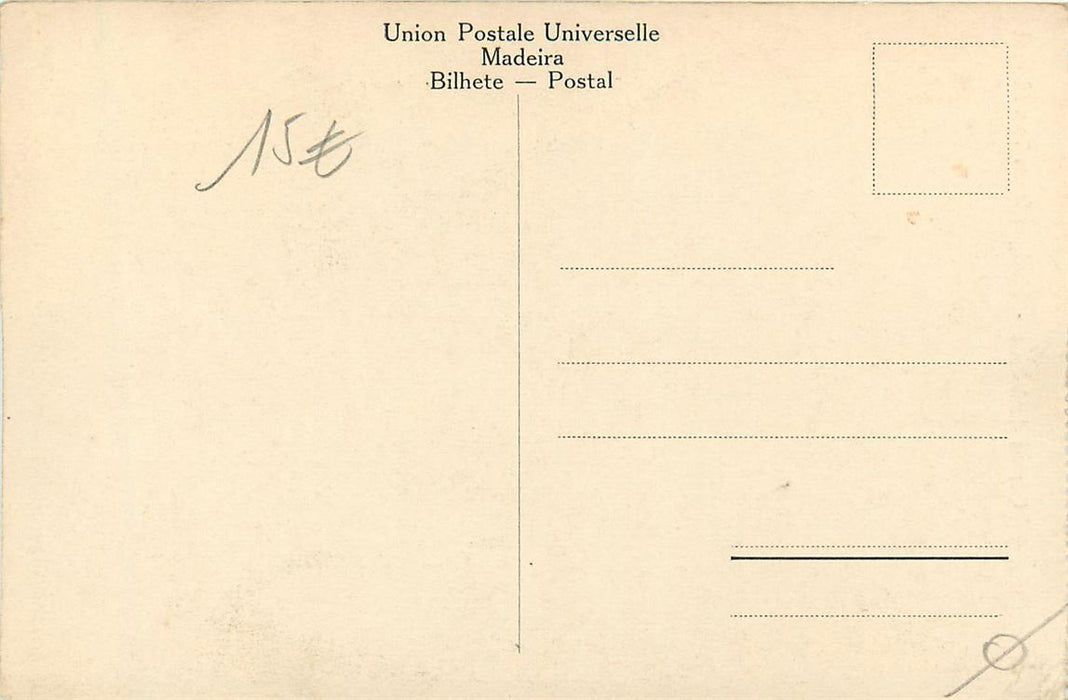 Union Postale Universelle
Madeira
Bilhete — Postal
15€